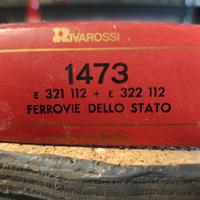 RIVAROSSI
1473
E 321 112 + E 322 112
FERROVIE DELLO STATO